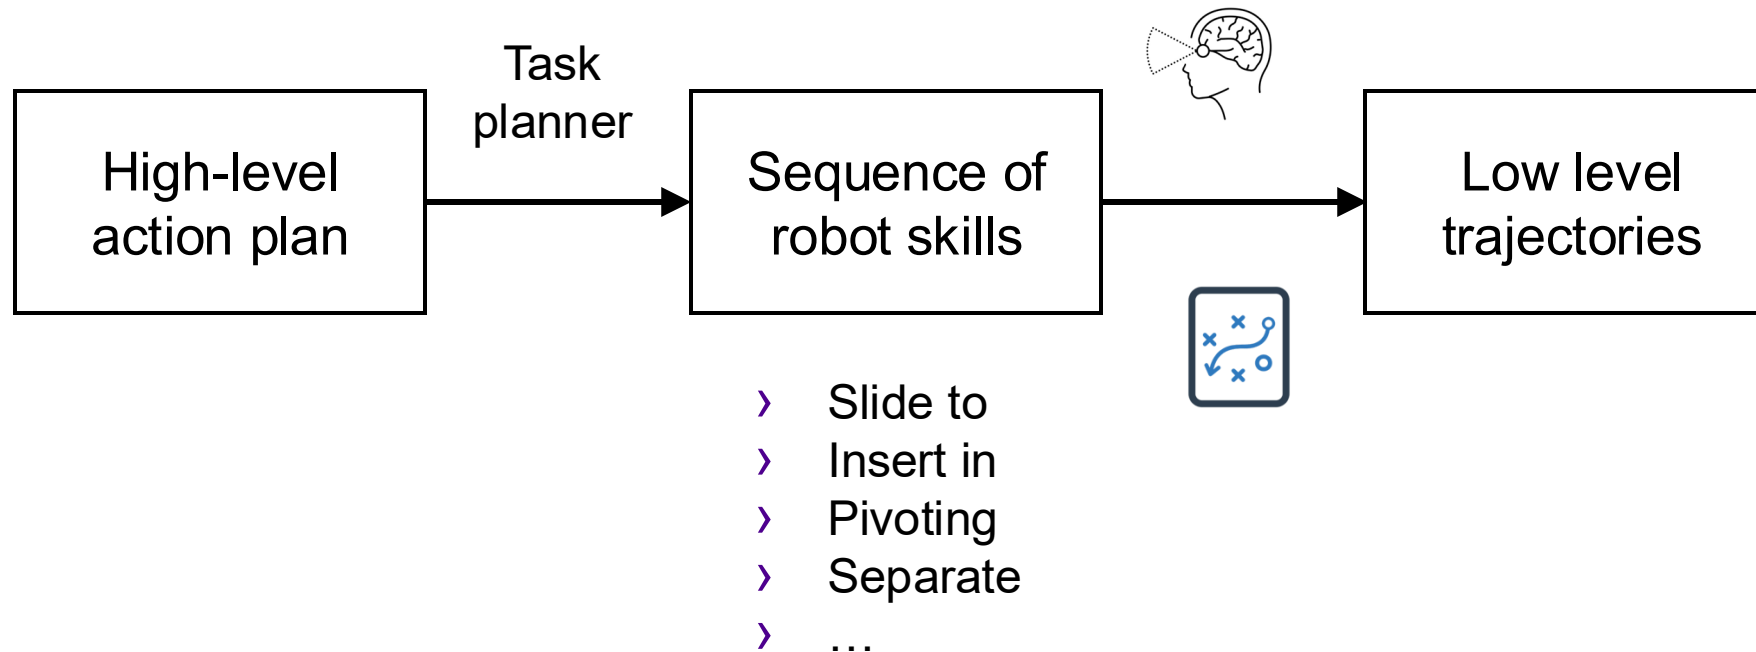 Task
planner
High-level
action plan
Sequence of
robot skills
Low level
trajectories
› Slide to
› Insert in
› Pivoting
› Separate
› ...